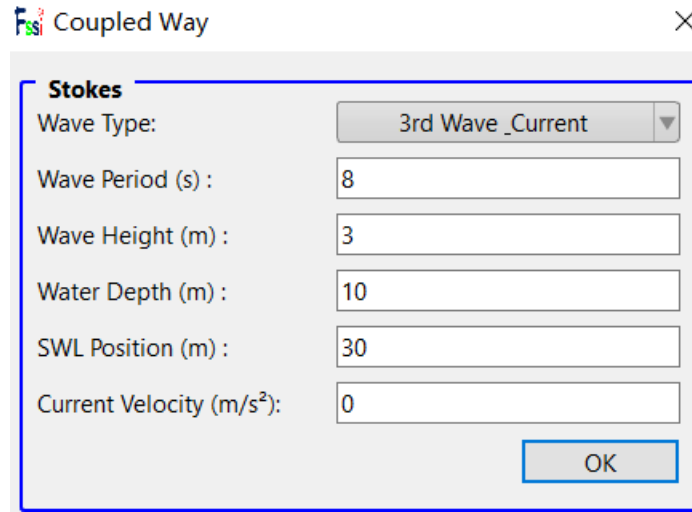 Fssi Coupled Way
Stokes
Wave Type: 3rd Wave _Current
Wave Period (s) : 8
Wave Height (m) : 3
Water Depth (m) : 10
SWL Position (m) : 30
Current Velocity (m/s²): 0
OK